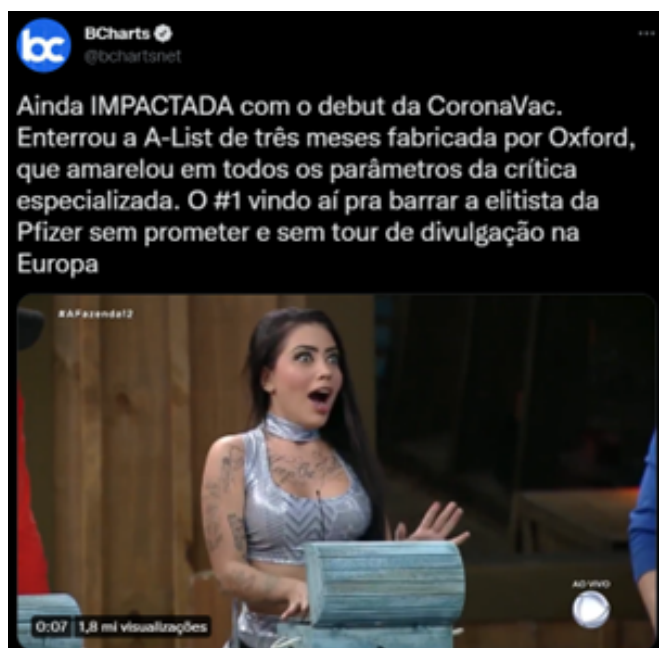 bc
BCharts
@bchartsnet
Ainda IMPACTADA com o debut da CoronaVac.
Enterrou a A-List de três meses fabricada por Oxford,
que amarelou em todos os parâmetros da crítica
especializada. O #1 vindo aí pra barrar a elitista da
Pfizer sem prometer e sem tour de divulgação na
Europa
#AFazenda12
AO VIVO
0:07 1,8 mi visualizações